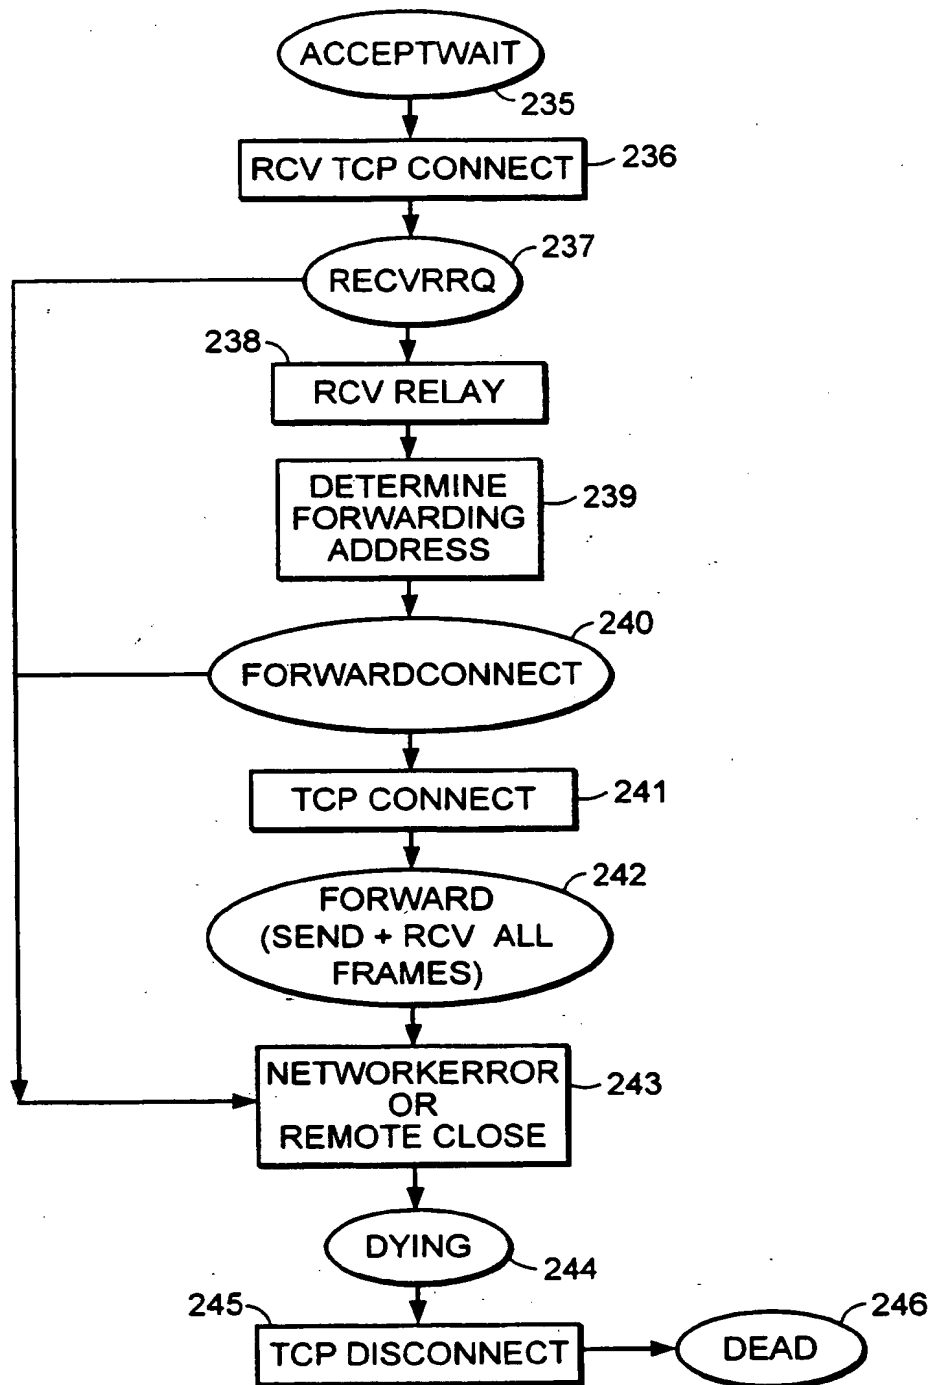 ACCEPTWAIT
235
RCV TCP CONNECT
236
237
RECVRRQ
238
RCV RELAY
DETERMINE
FORWARDING
ADDRESS
239
240
FORWARDCONNECT
TCP CONNECT
241
242
FORWARD
(SEND + RCV ALL
FRAMES)
NETWORKERROR
OR
REMOTE CLOSE
243
DYING
244
245
TCP DISCONNECT
246
DEAD